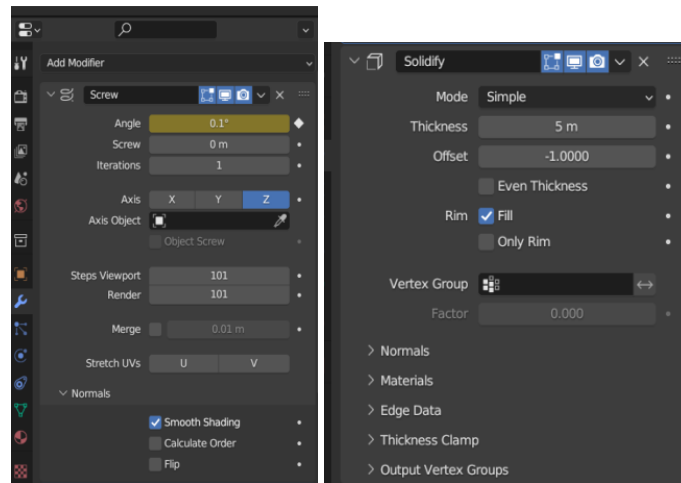 Add Modifier
Screw
Angle 0.1°
Screw 0 m
Iterations 1
Axis X Y Z
Axis Object
Object Screw
Steps Viewport 101
Render 101
Merge 0.01 m
Stretch UVs U V
Normals
Smooth Shading
Calculate Order
Flip
Solidify
Mode Simple
Thickness 5 m
Offset -1.0000
Even Thickness
Rim Fill
Only Rim
Vertex Group
Factor 0.000
Normals
Materials
Edge Data
Thickness Clamp
Output Vertex Groups